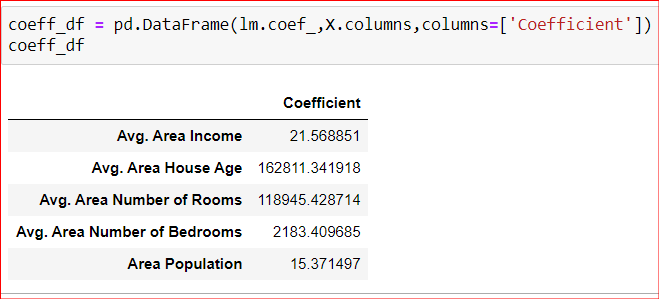 coeff_df = pd.DataFrame(lm.coef_,X.columns,columns=['Coefficient'])
coeff_df
Coefficient
Avg. Area Income 21.568851
Avg. Area House Age 162811.341918
Avg. Area Number of Rooms 118945.428714
Avg. Area Number of Bedrooms 2183.409685
Area Population 15.371497